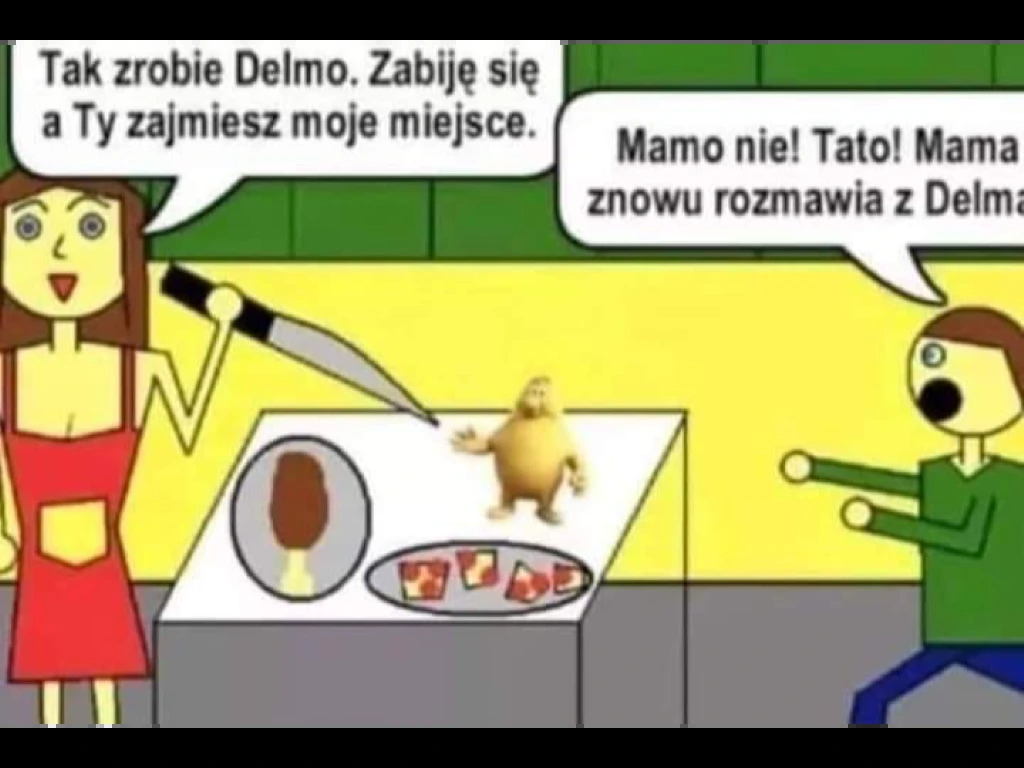 Tak zrobie Delmo. Zabiję się
a Ty zajmiesz moje miejsce.
Mamo nie! Tato! Mama
znowu rozmawia z Delma